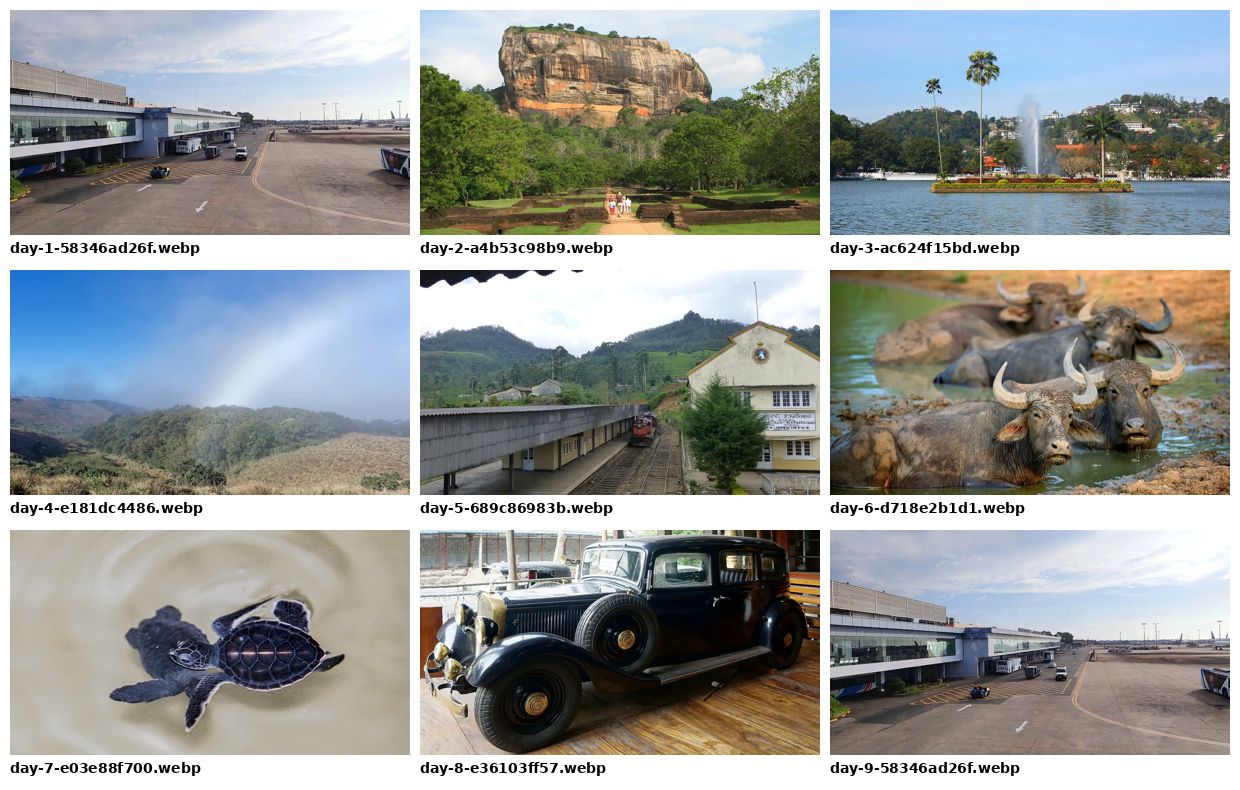 day-1-58346ad26f.webp
day-2-a4b53c98b9.webp
day-3-ac624f15bd.webp
day-4-e181dc4486.webp
day-5-689c86983b.webp
day-6-d718e2b1d1.webp
day-7-e03e88f700.webp
day-8-e36103ff57.webp
day-9-58346ad26f.webp